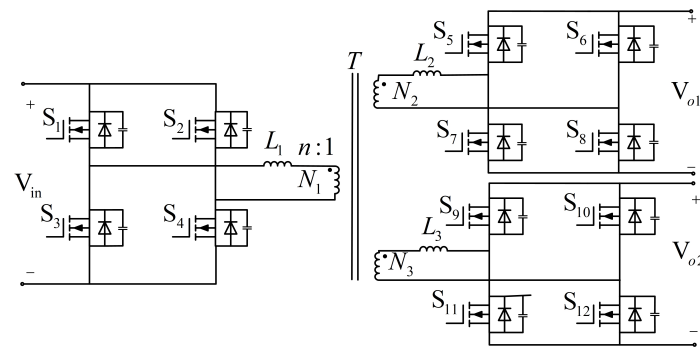 +
S1
S2
Vin
S3
S4
−
L1
n:1
N1
T
L2
N2
S5
S6
+
Vo1
S7
S8
−
L3
N3
S9
S10
+
Vo2
S11
S12
−